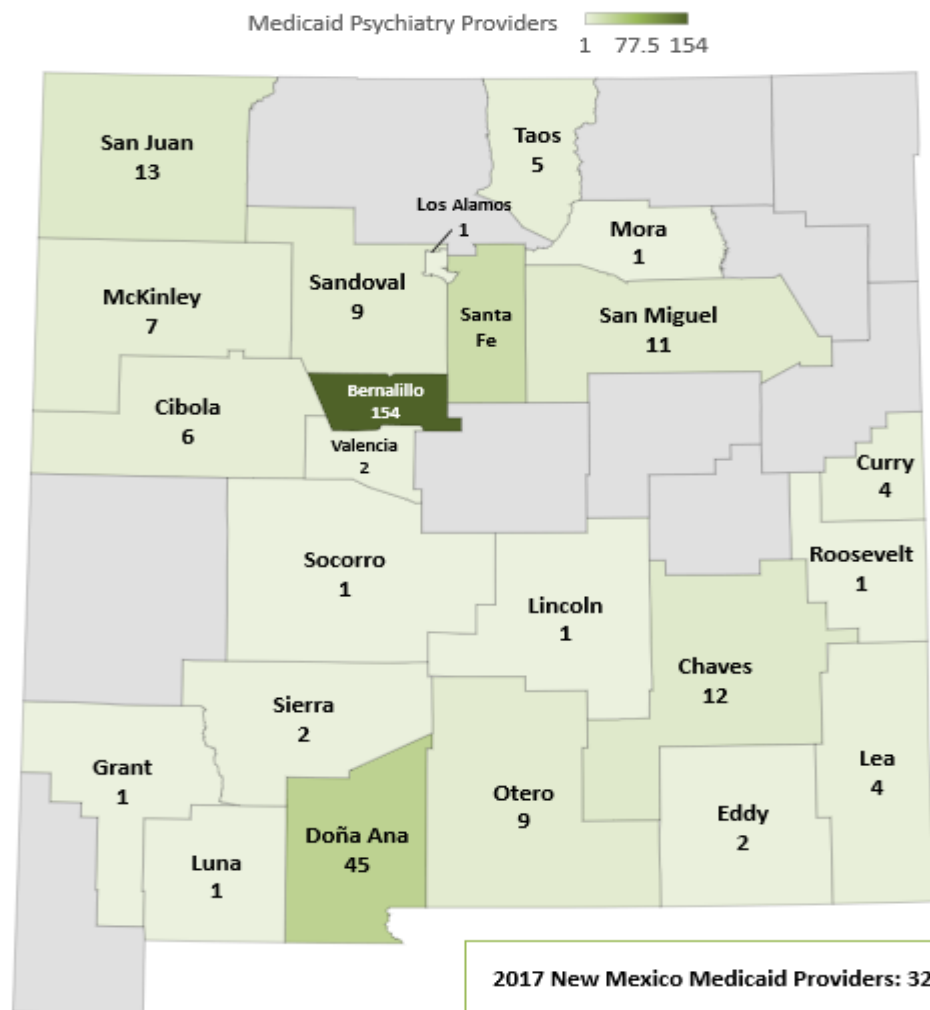 Medicaid Psychiatry Providers
1 77.5 154
San Juan
13
Taos
5
Los Alamos
1
Mora
1
McKinley
7
Sandoval
9
Santa
Fe
San Miguel
11
Bernalillo
154
Cibola
6
Valencia
2
Curry
4
Socorro
1
Roosevelt
1
Lincoln
1
Chaves
12
Sierra
2
Grant
1
Lea
4
Otero
9
Eddy
2
Doña Ana
45
Luna
1
2017 New Mexico Medicaid Providers: 32